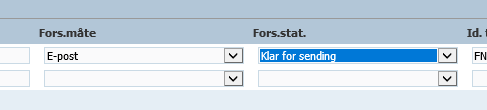 Fors.måte Fors.stat. Id.
E-post Klar for sending FN